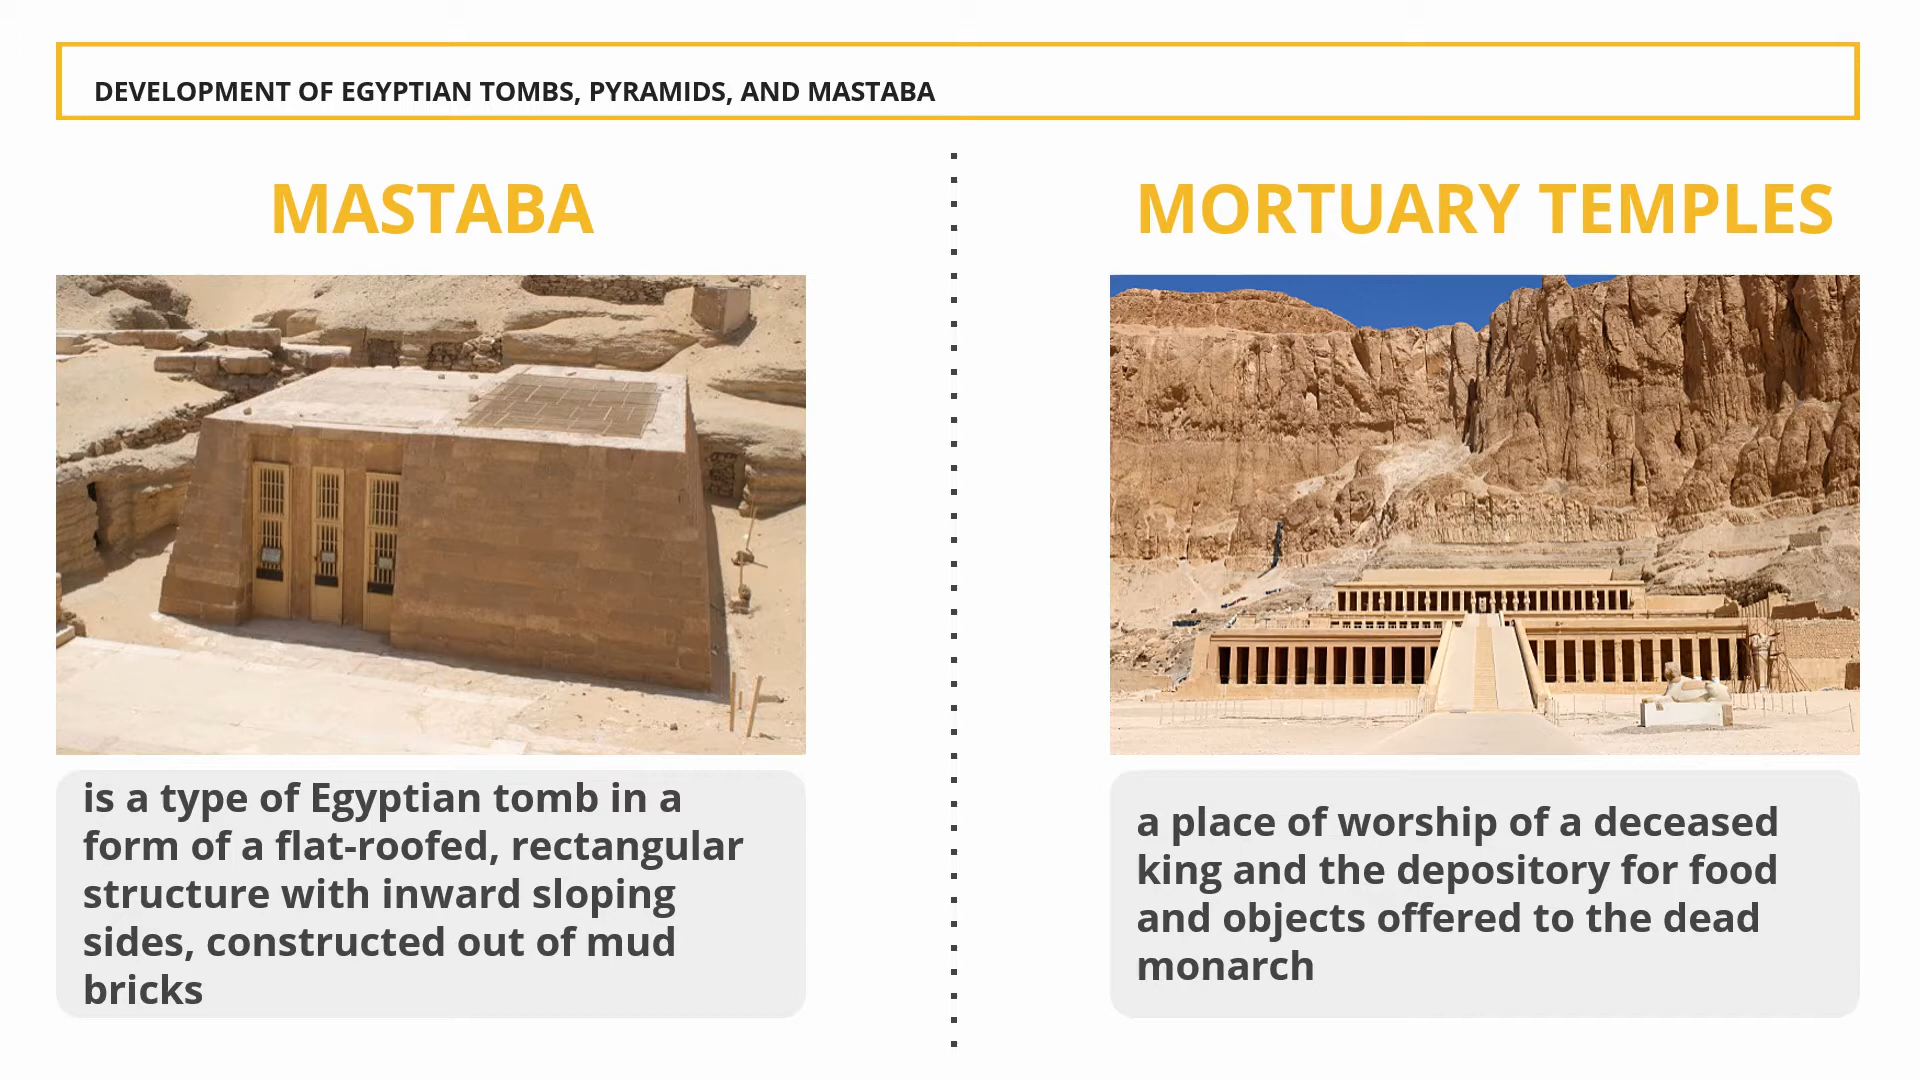 DEVELOPMENT OF EGYPTIAN TOMBS, PYRAMIDS, AND MASTABA
MASTABA
is a type of Egyptian tomb in a
form of a flat-roofed, rectangular
structure with inward sloping
sides, constructed out of mud
bricks
MORTUARY TEMPLES
a place of worship of a deceased
king and the depository for food
and objects offered to the dead
monarch